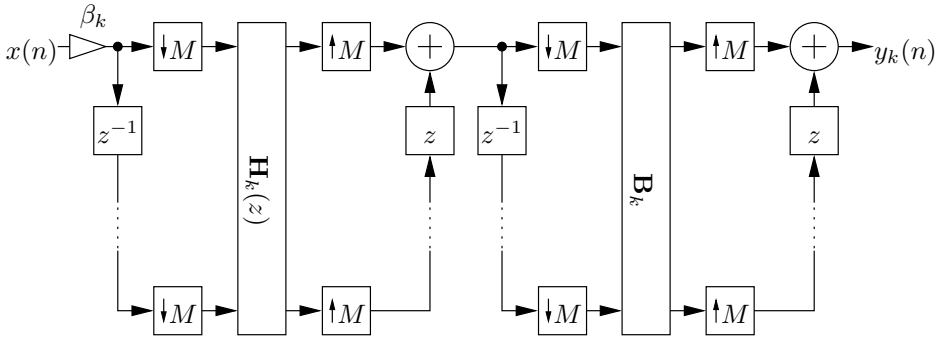 β_k
x(n) ↓M ↑M + ↓M ↑M + y_k(n)
z^{-1} z z^{-1} z
H_k(z) B_k
↓M ↑M ↓M ↑M